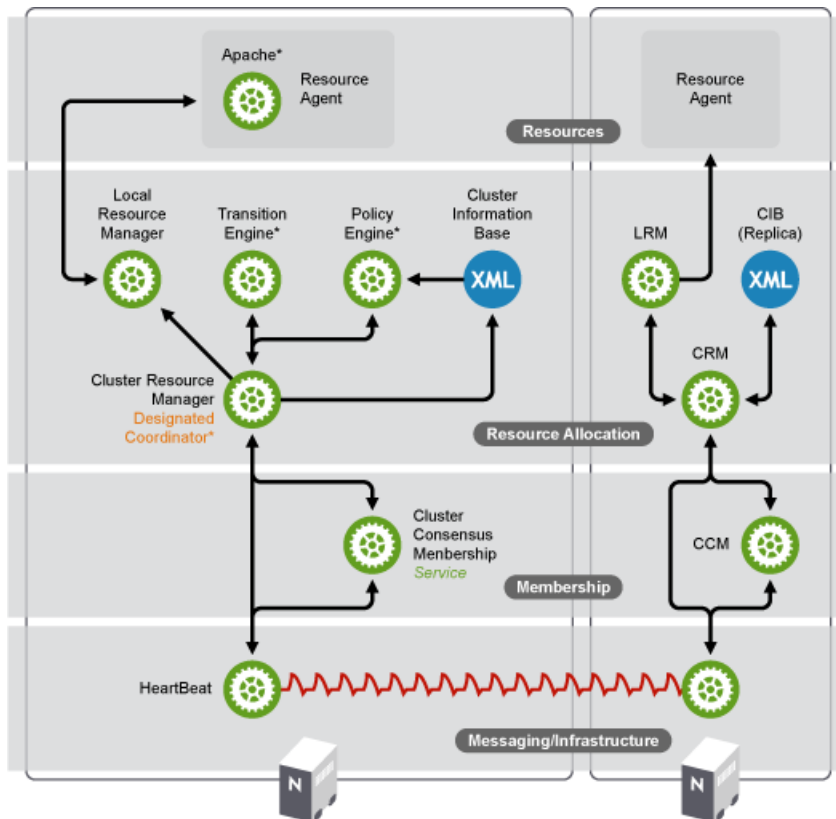 Apache*
Resource
Agent
Resource
Agent
Resources
Local
Resource
Manager
Transition
Engine*
Policy
Engine*
Cluster
Information
Base
LRM
CIB
(Replica)
XML
XML
CRM
Cluster Resource
Manager
Designated
Coordinator*
Resource Allocation
Cluster
Consensus
Menbership
Service
CCM
Membership
HeartBeat
Messaging/Infrastructure
N
N